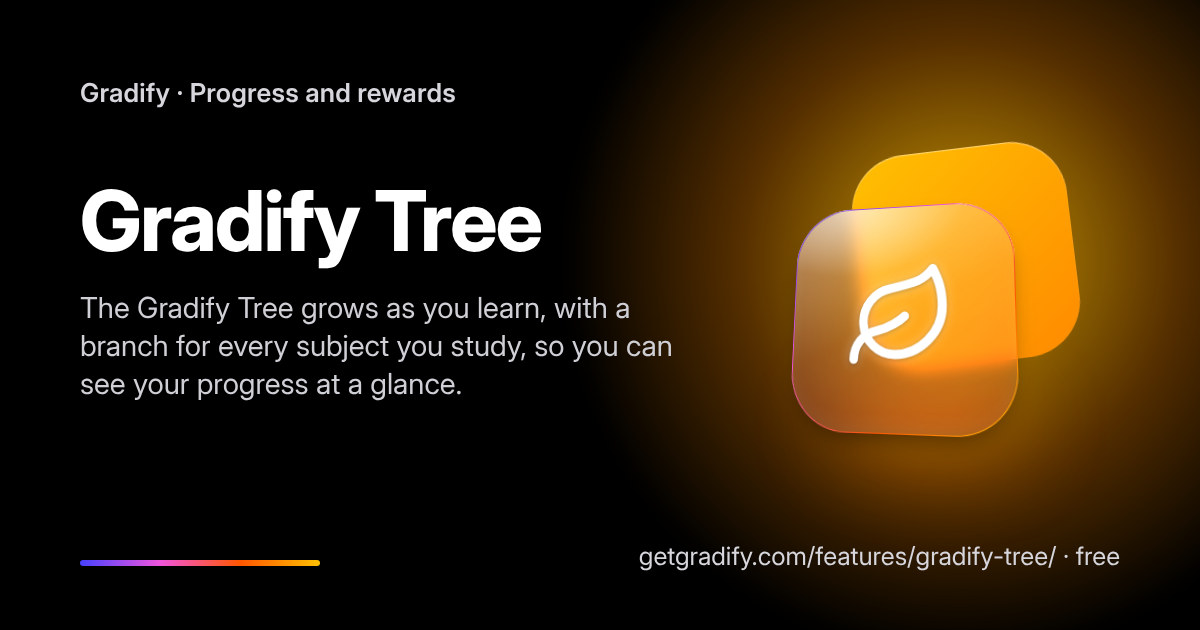 Gradify · Progress and rewards
Gradify Tree
The Gradify Tree grows as you learn, with a
branch for every subject you study, so you can
see your progress at a glance.
getgradify.com/features/gradify-tree/ · free